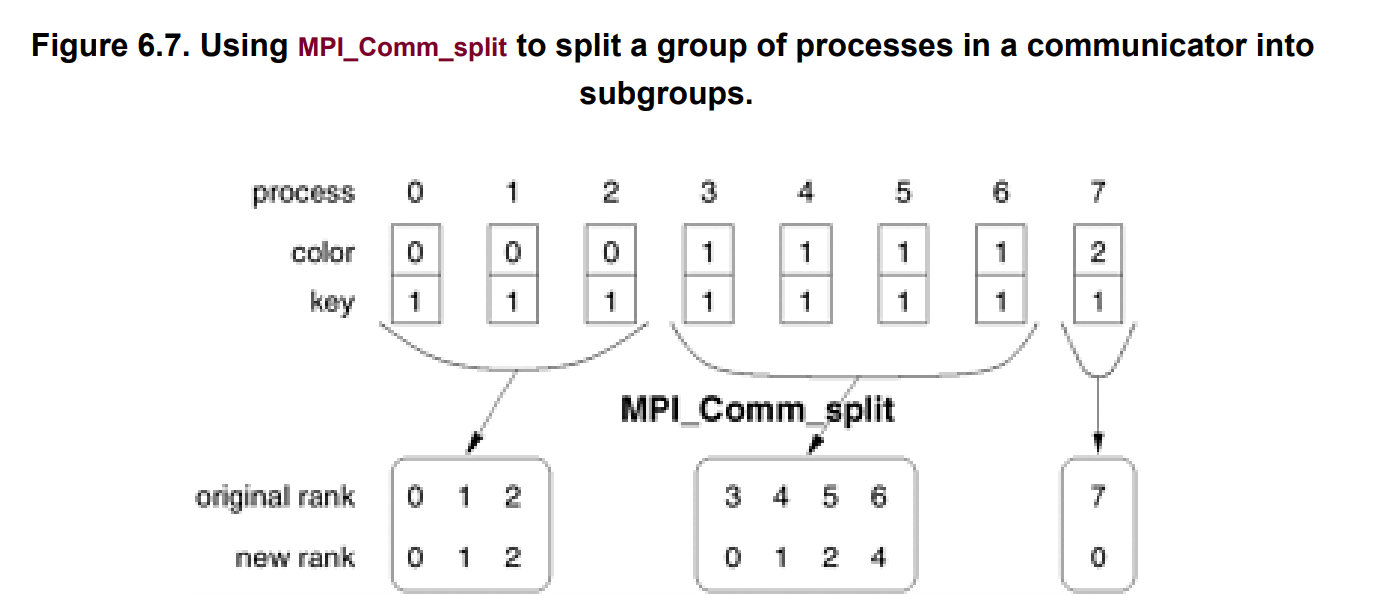 Figure 6.7. Using MPI_Comm_split to split a group of processes in a communicator into
subgroups.
process 0 1 2 3 4 5 6 7
color 0 0 0 1 1 1 1 2
key 1 1 1 1 1 1 1 1
MPI_Comm_split
original rank 0 1 2 3 4 5 6 7
new rank 0 1 2 0 1 2 4 0